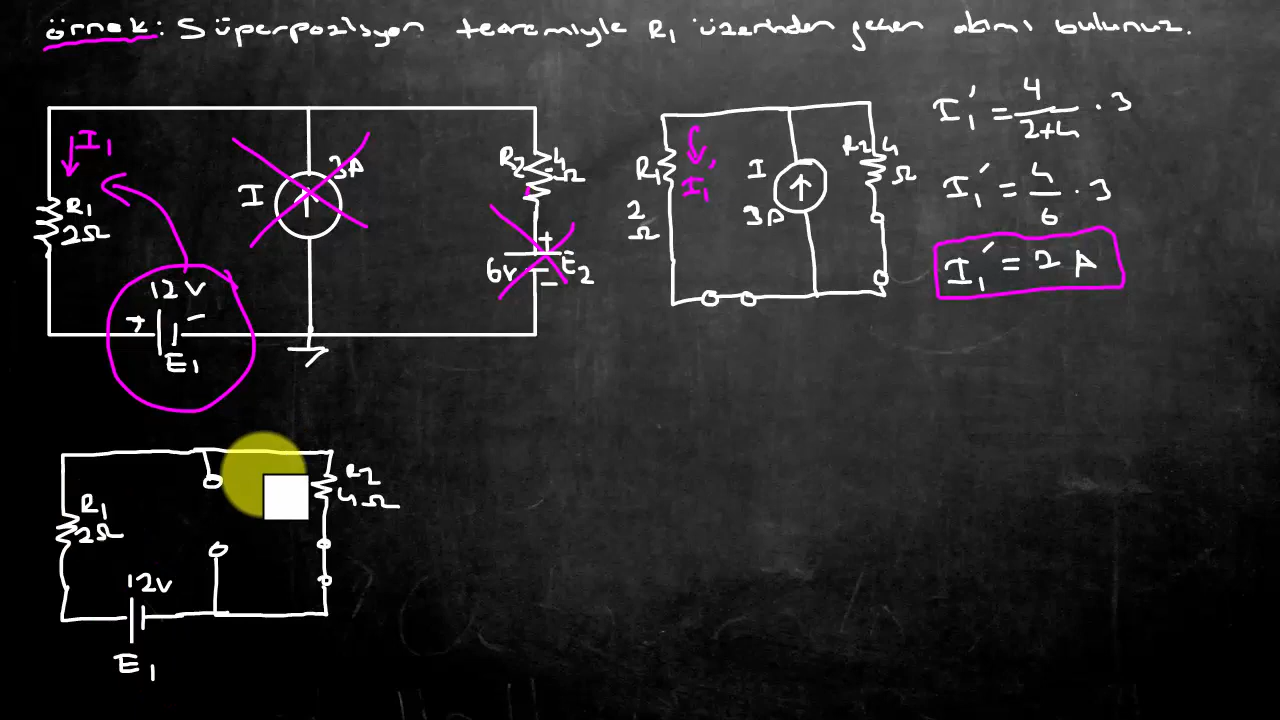 örnek: Süperpozisyon teoremiyle R1 üzerinden geçen akımı bulunuz.
I1
R1
2Ω
12V
+ -
E1
I
3A
R2 4Ω
+
6V E2
-
R1
2Ω
I1'
I
3A
R2 4Ω
I1' = 4/(2+4) . 3
I1' = 4/6 . 3
I1' = 2 A
R1
2Ω
12V
E1
R2
4Ω